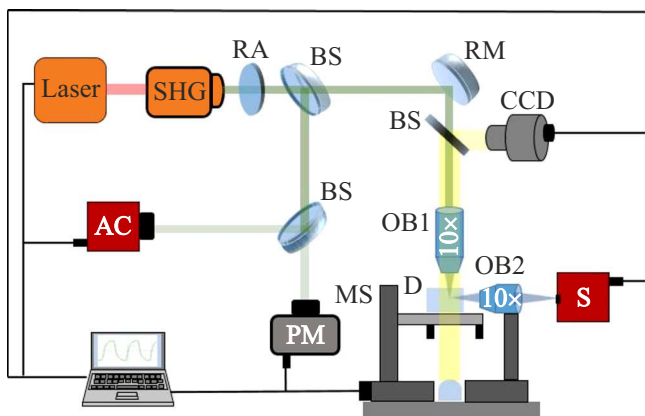 RA
BS
RM
Laser
SHG
CCD
BS
BS
AC
OB1
10×
OB2
D
MS
10×
S
PM